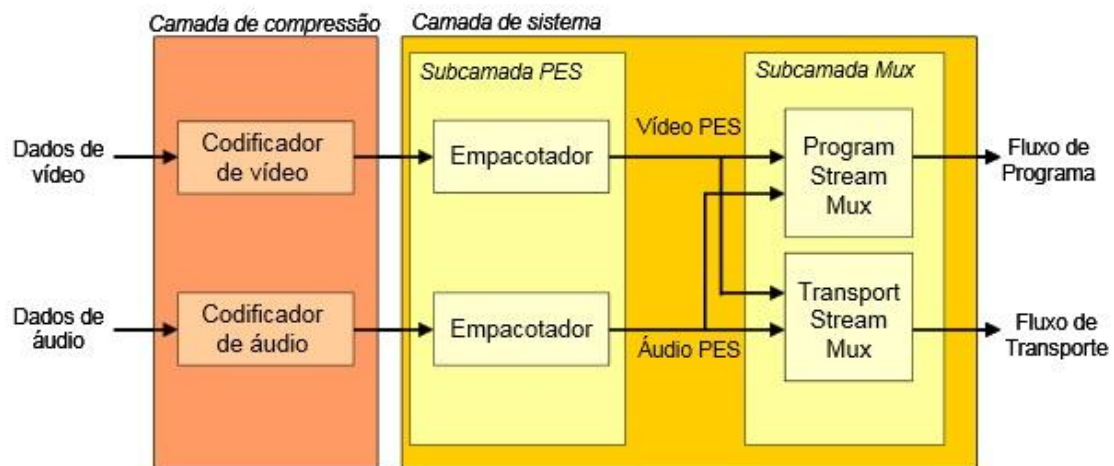 Camada de compressão
Camada de sistema
Subcamada PES
Subcamada Mux
Dados de
vídeo
Codificador
de vídeo
Empacotador
Vídeo PES
Program
Stream
Mux
Fluxo de
Programa
Dados de
áudio
Codificador
de áudio
Empacotador
Áudio PES
Transport
Stream
Mux
Fluxo de
Transporte